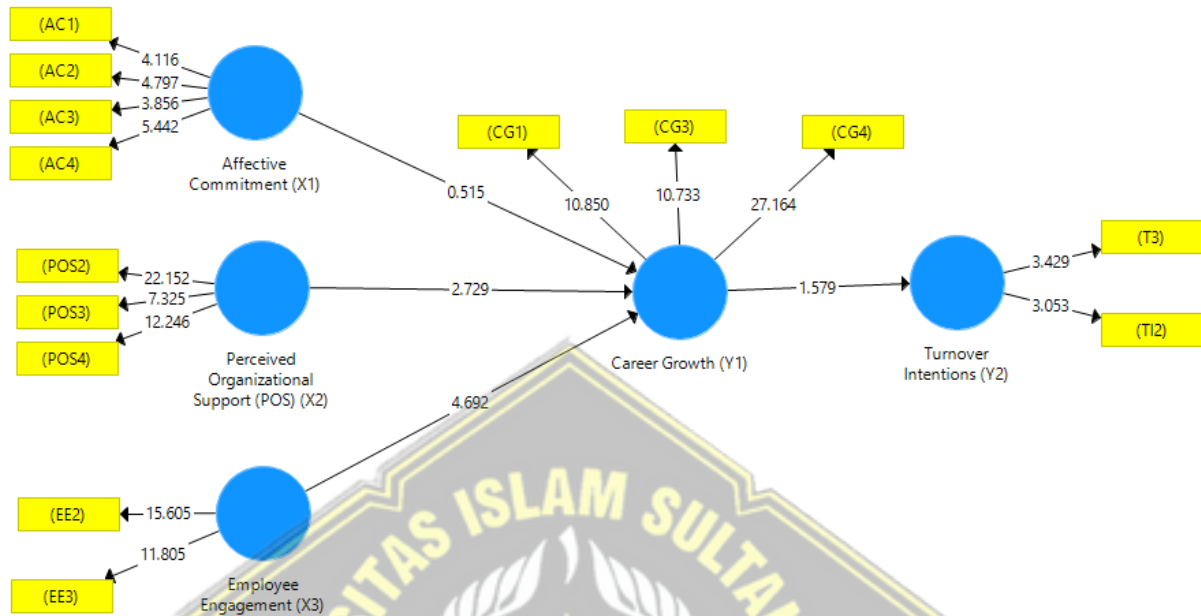 (AC1)
(AC2)
(AC3)
(AC4)
4.116
4.797
3.856
5.442
Affective
Commitment (X1)
0.515
(CG1)
(CG3)
(CG4)
10.850
10.733
27.164
(POS2)
(POS3)
(POS4)
22.152
7.325
12.246
Perceived
Organizational
Support (POS) (X2)
2.729
Career Growth (Y1)
1.579
Turnover
Intentions (Y2)
3.429
3.053
(T3)
(TI2)
4.692
(EE2)
(EE3)
15.605
11.805
Employee
Engagement (X3)
SITAS ISLAM SULTA